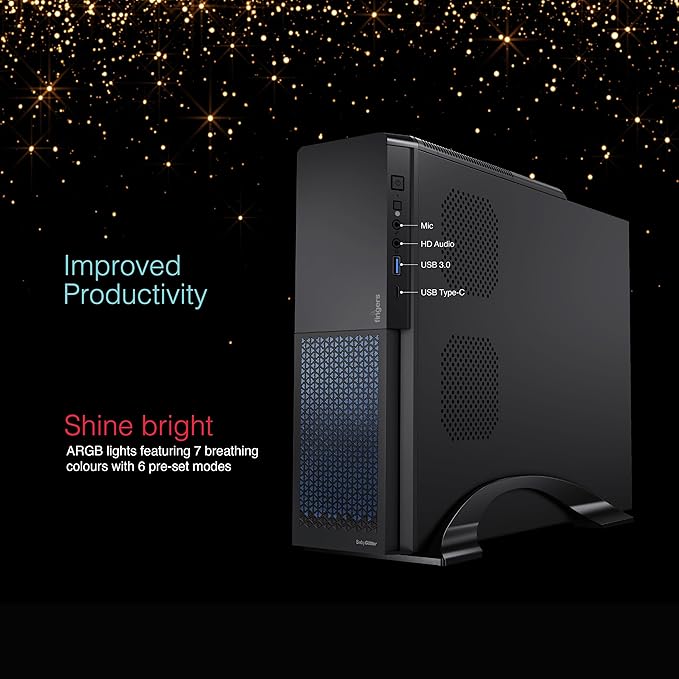 Improved
Productivity
Shine bright
ARGB lights featuring 7 breathing
colours with 6 pre-set modes
Mic
HD Audio
USB 3.0
USB Type-C
fingers
BabyGlitter